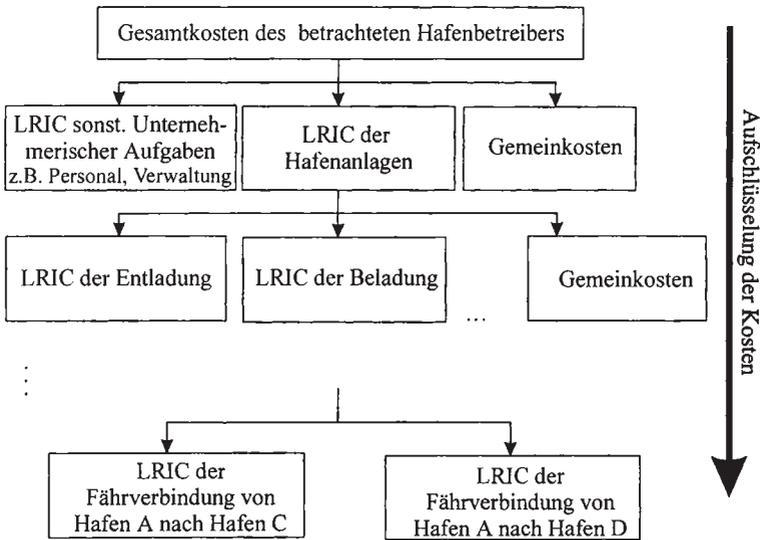 Gesamtkosten des betrachteten Hafenbetreibers
LRIC sonst. Unterneh-
merischer Aufgaben
z.B. Personal, Verwaltung
LRIC der
Hafenanlagen
Gemeinkosten
LRIC der Entladung
LRIC der Beladung
...
Gemeinkosten
LRIC der
Fährverbindung von
Hafen A nach Hafen C
LRIC der
Fährverbindung von
Hafen A nach Hafen D
Aufschlüsselung der Kosten